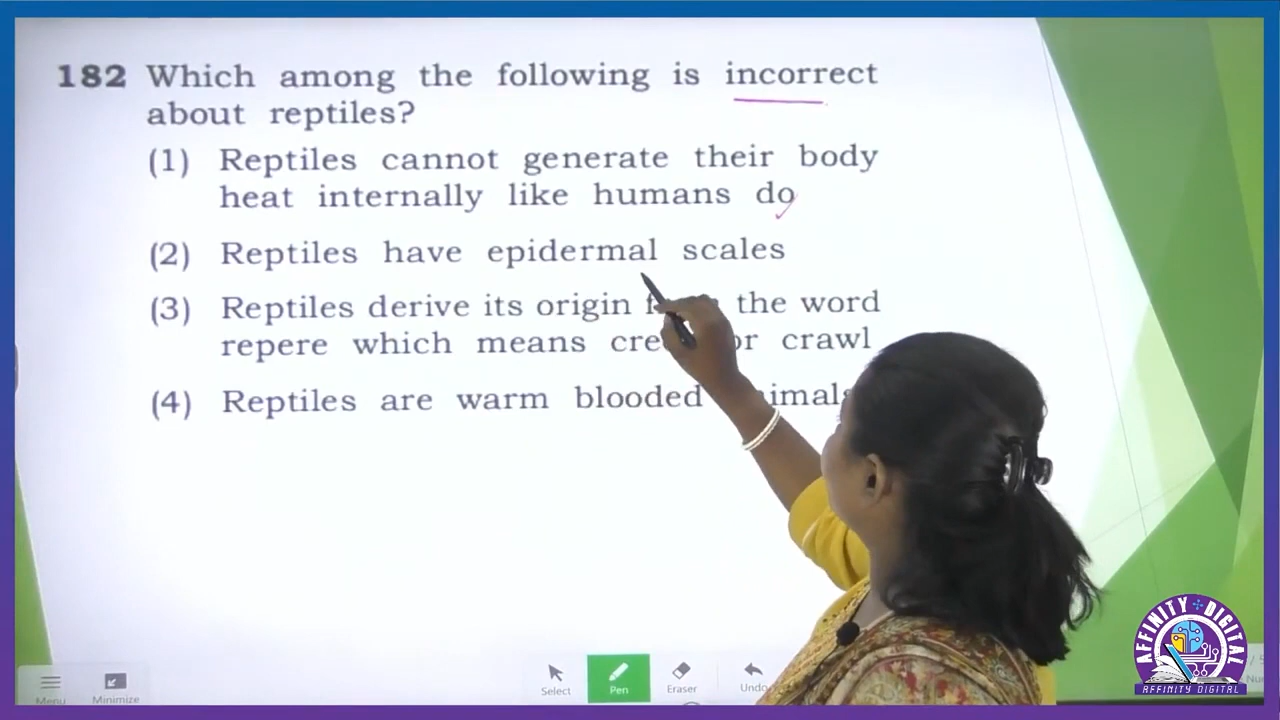 182 Which among the following is incorrect
about reptiles?
(1) Reptiles cannot generate their body
heat internally like humans do
(2) Reptiles have epidermal scales
(3) Reptiles derive its origin the word
repere which means or crawl
(4) Reptiles are warm blooded
Menu
Minimize
Select
Pen
Eraser
Undo
AFFINITY DIGITAL
AFFINITY DIGITAL